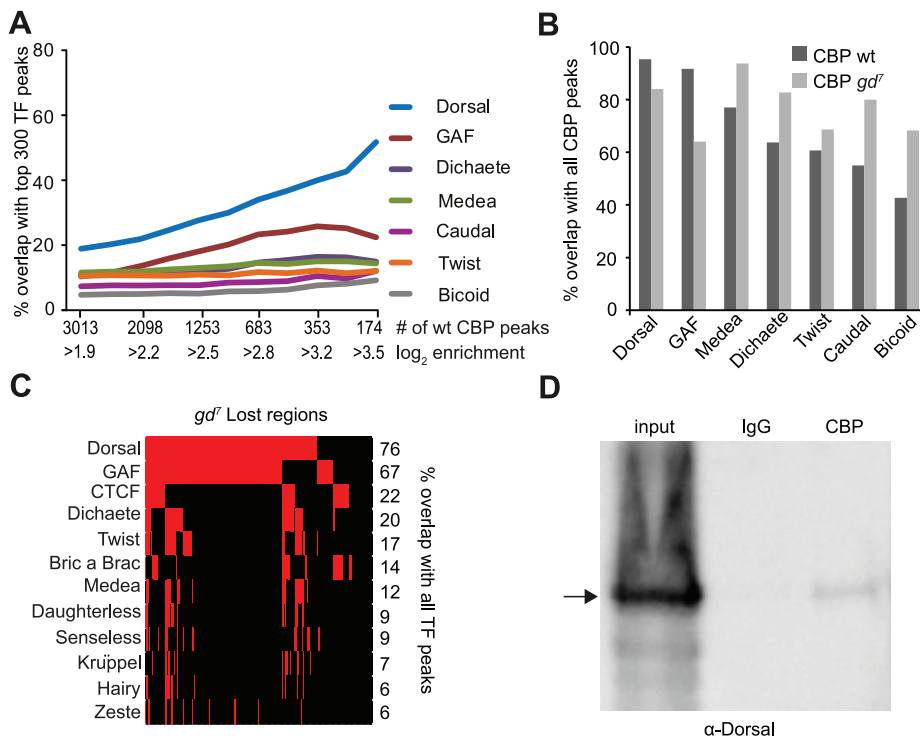 A
% overlap with top 300 TF peaks
80
60
40
20
0
3013 2098 1253 683 353 174 # of wt CBP peaks
>1.9 >2.2 >2.5 >2.8 >3.2 >3.5 log2 enrichment
Dorsal
GAF
Dichaete
Medea
Caudal
Twist
Bicoid
B
% overlap with all CBP peaks
100
80
60
40
20
0
CBP wt
CBP gd7
Dorsal GAF Medea Dichaete Twist Caudal Bicoid
C
gd7 Lost regions
Dorsal 76
GAF 67
CTCF 22
Dichaete 20
Twist 17
Bric a Brac 14
Medea 12
Daughterless 9
Senseless 9
Krüppel 7
Hairy 6
Zeste 6
% overlap with all TF peaks
D
input IgG CBP
α-Dorsal